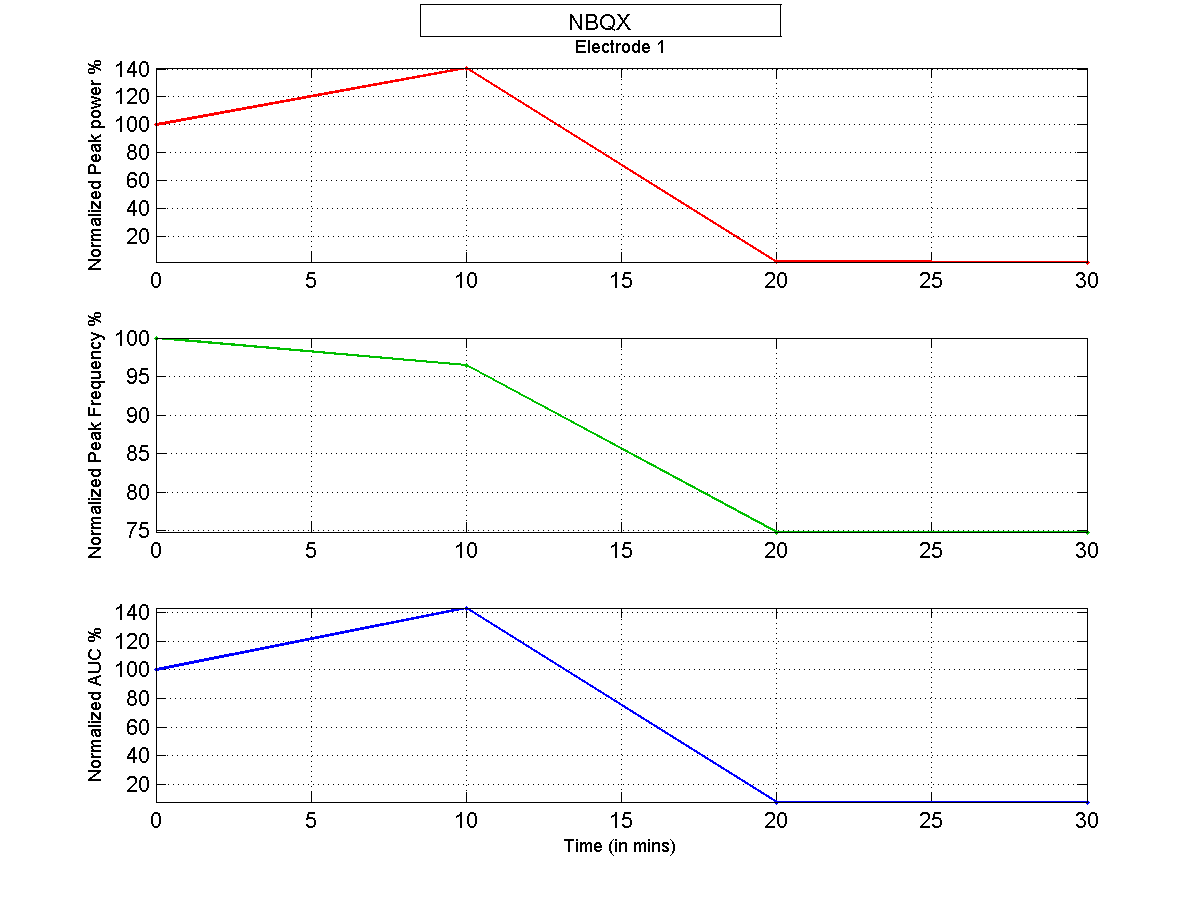 NBQX
Electrode 1
Normalized Peak power %
140
120
100
80
60
40
20
0 5 10 15 20 25 30
Normalized Peak Frequency %
100
95
90
85
80
75
0 5 10 15 20 25 30
Normalized AUC %
140
120
100
80
60
40
20
0 5 10 15 20 25 30
Time (in mins)